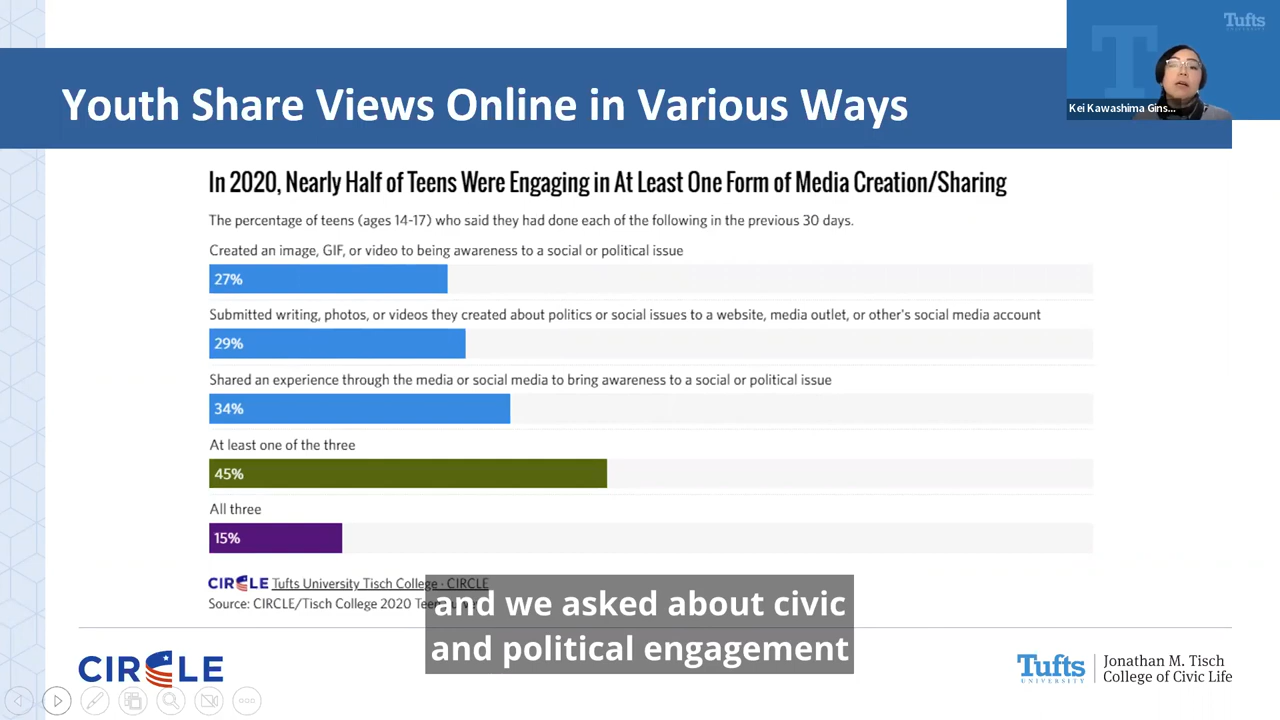 Tufts
UNIVERSITY
T
Kei Kawashima Gins...
Youth Share Views Online in Various Ways
In 2020, Nearly Half of Teens Were Engaging in At Least One Form of Media Creation/Sharing
The percentage of teens (ages 14-17) who said they had done each of the following in the previous 30 days.
Created an image, GIF, or video to being awareness to a social or political issue
27%
Submitted writing, photos, or videos they created about politics or social issues to a website, media outlet, or other's social media account
29%
Shared an experience through the media or social media to bring awareness to a social or political issue
34%
At least one of the three
45%
All three
15%
CIRCLE Tufts University Tisch College · CIRCLE
Source: CIRCLE/Tisch College 2020
and we asked about civic
and political engagement
CIRCLE
Tufts
UNIVERSITY
Jonathan M. Tisch
College of Civic Life